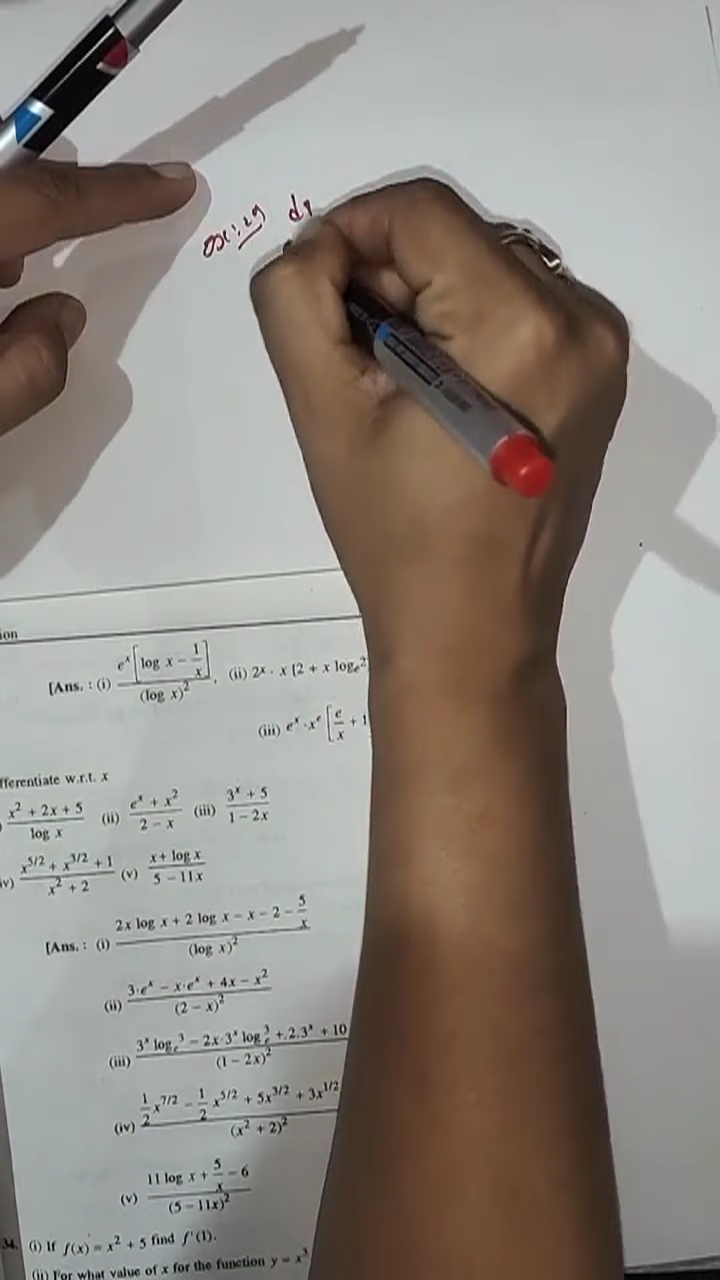 ion
[Ans. : (i) e^x [log x − 1/x] / (log x)^2, (ii) 2^x · x [2 + x log_e 2
(iii) e^x · x^e [e/x + 1
fferentiate w.r.t. x
x^2 + 2x + 5 / log x (ii) e^x + x^2 / 2 − x (iii) 3^x + 5 / 1 − 2x
iv) x^5/2 + x^3/2 + 1 / x^2 + 2 (v) x + log x / 5 − 11x
[Ans. : (i) 2x log x + 2 log x − x − 2 − 5/x / (log x)^2
(ii) 3·e^x − x·e^x + 4x − x^2 / (2 − x)^2
(iii) 3^x log_e 3 − 2x·3^x log_e 3 + 2.3^x + 10 / (1 − 2x)^2
(iv) 1/2 x^7/2 − 1/2 x^5/2 + 5x^3/2 + 3x^1/2 / (x^2 + 2)^2
(v) 11 log x + 5/x − 6 / (5 − 11x)^2
34. (i) If f(x) = x^2 + 5 find f′(1).
(ii) For what value of x for the function y = x^3